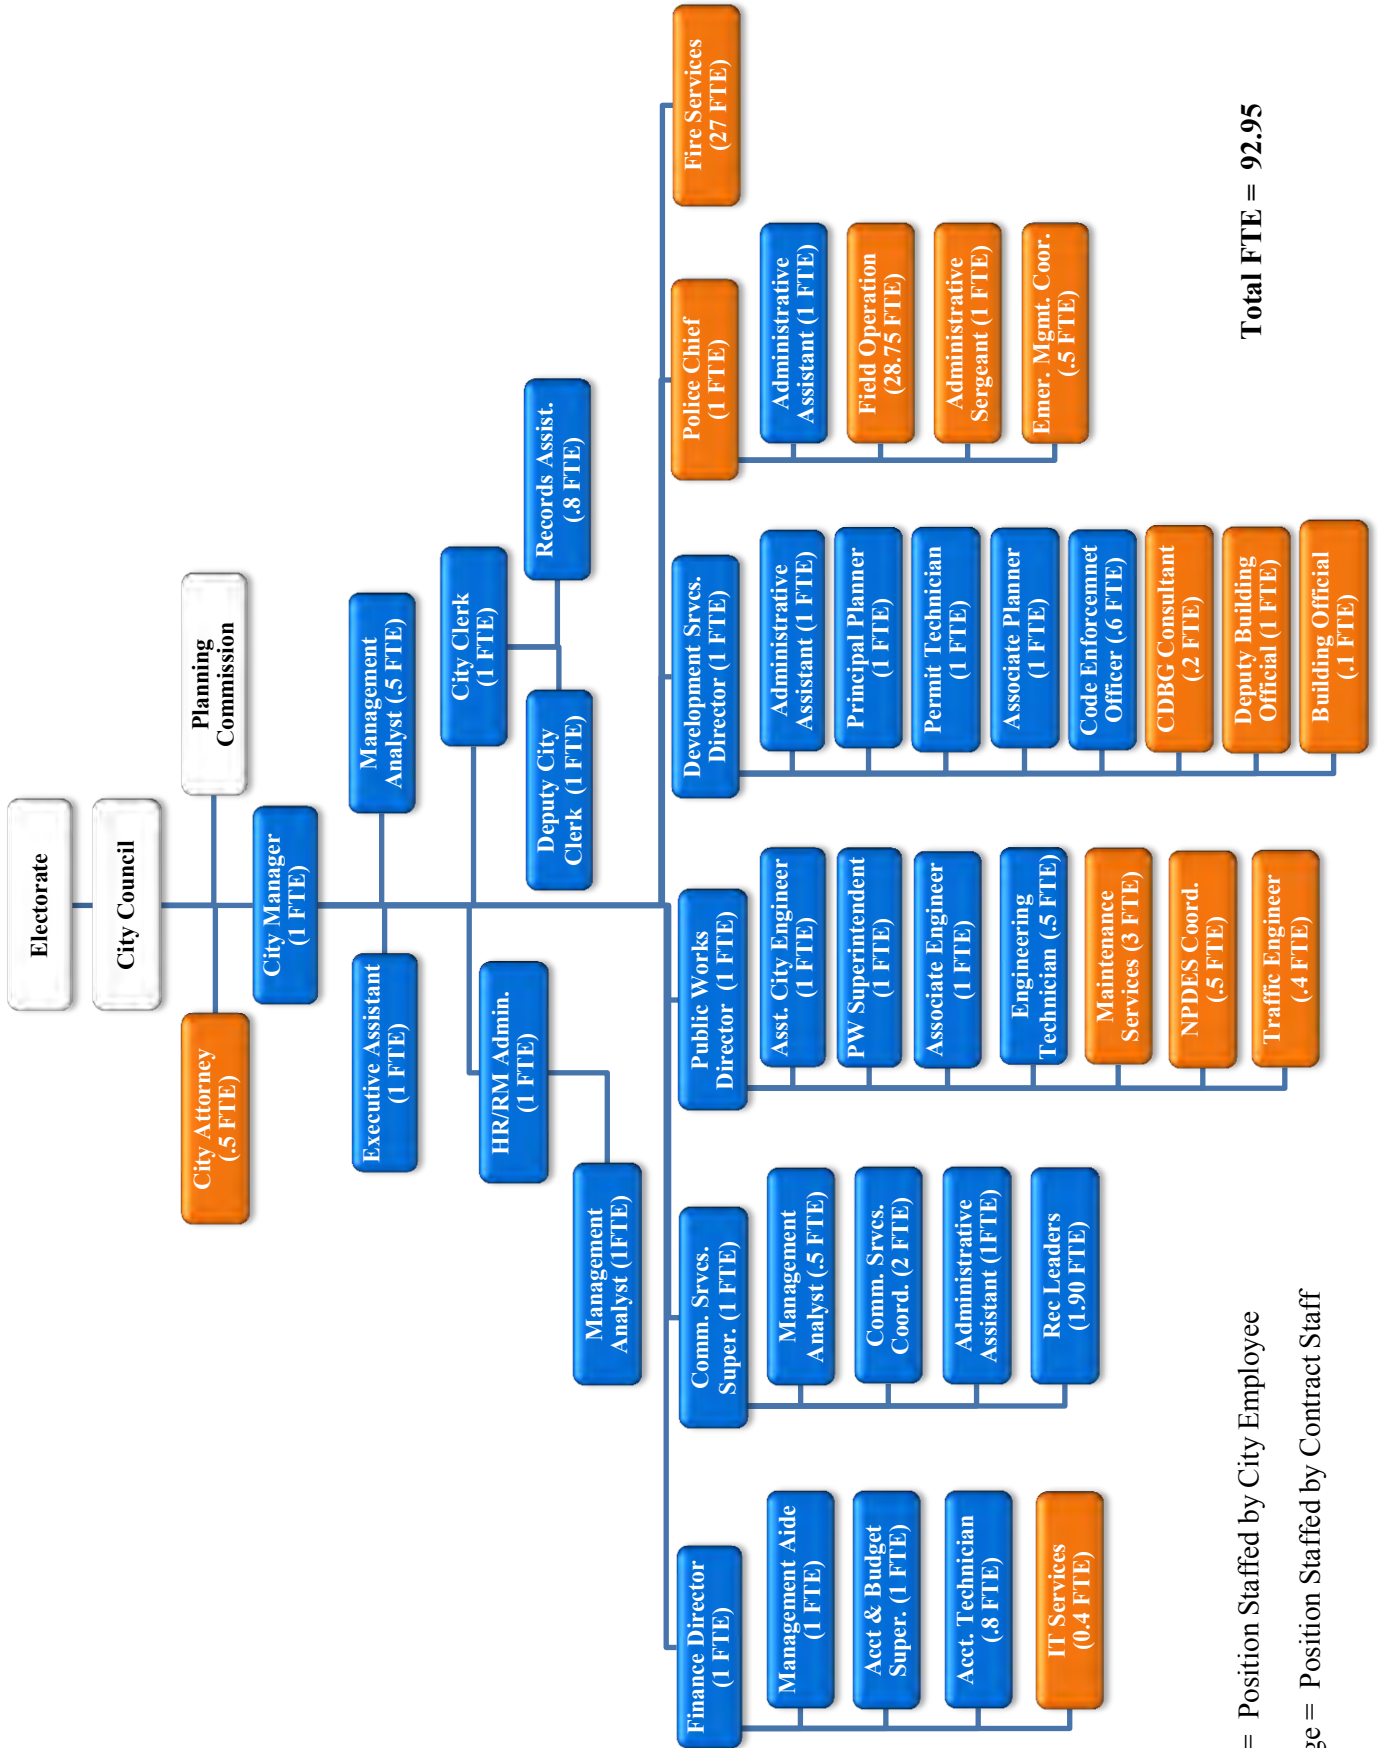 Electorate
City Council
Planning
Commission
City Attorney
(.5 FTE)
City Manager
(1 FTE)
Executive Assistant
(1 FTE)
Management
Analyst (.5 FTE)
HR/RM Admin.
(1 FTE)
City Clerk
(1 FTE)
Management
Analyst (1FTE)
Deputy City
Clerk (1 FTE)
Records Assist.
(.8 FTE)
Finance Director
(1 FTE)
Management Aide
(1 FTE)
Acct & Budget
Super. (1 FTE)
Acct. Technician
(.8 FTE)
IT Services
(0.4 FTE)
Comm. Srvcs.
Super. (1 FTE)
Management
Analyst (.5 FTE)
Comm. Srvcs.
Coord. (2 FTE)
Administrative
Assistant (1FTE)
Rec Leaders
(1.90 FTE)
Public Works
Director (1 FTE)
Asst. City Engineer
(1 FTE)
PW Superintendent
(1 FTE)
Associate Engineer
(1 FTE)
Engineering
Technician (.5 FTE)
Maintenance
Services (3 FTE)
NPDES Coord.
(.5 FTE)
Traffic Engineer
(.4 FTE)
Development Srvcs.
Director (1 FTE)
Administrative
Assistant (1 FTE)
Principal Planner
(1 FTE)
Permit Technician
(1 FTE)
Associate Planner
(1 FTE)
Code Enforcemnet
Officer (.6 FTE)
CDBG Consultant
(.2 FTE)
Deputy Building
Official (1 FTE)
Building Official
(.1 FTE)
Police Chief
(1 FTE)
Administrative
Assistant (1 FTE)
Field Operation
(28.75 FTE)
Administrative
Sergeant (1 FTE)
Emer. Mgmt. Coor.
(.5 FTE)
Fire Services
(27 FTE)
= Position Staffed by City Employee
ge = Position Staffed by Contract Staff
Total FTE = 92.95